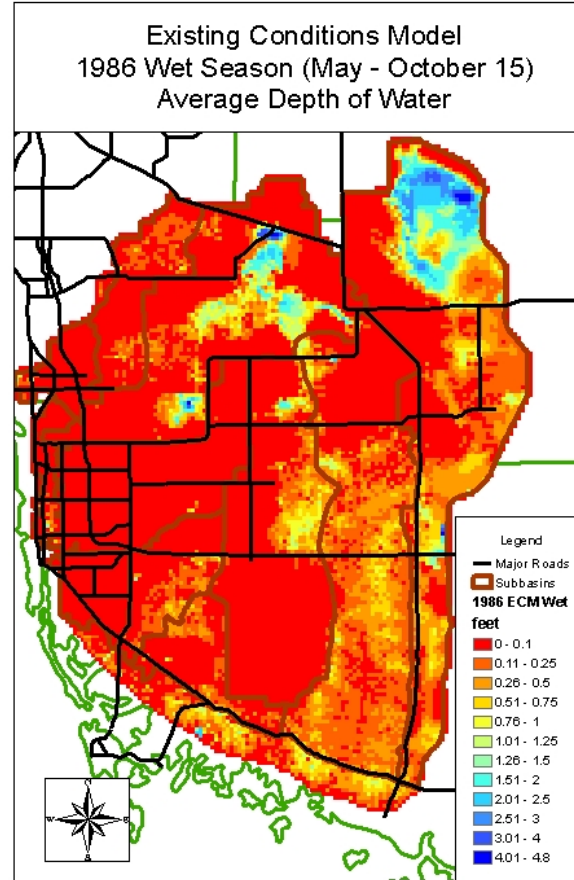 Existing Conditions Model
1986 Wet Season (May - October 15)
Average Depth of Water
Legend
Major Roads
Subbasins
1986 ECM Wet
feet
0 - 0.1
0.11 - 0.25
0.26 - 0.5
0.51 - 0.75
0.76 - 1
1.01 - 1.25
1.26 - 1.5
1.51 - 2
2.01 - 2.5
2.51 - 3
3.01 - 4
4.01 - 4.8